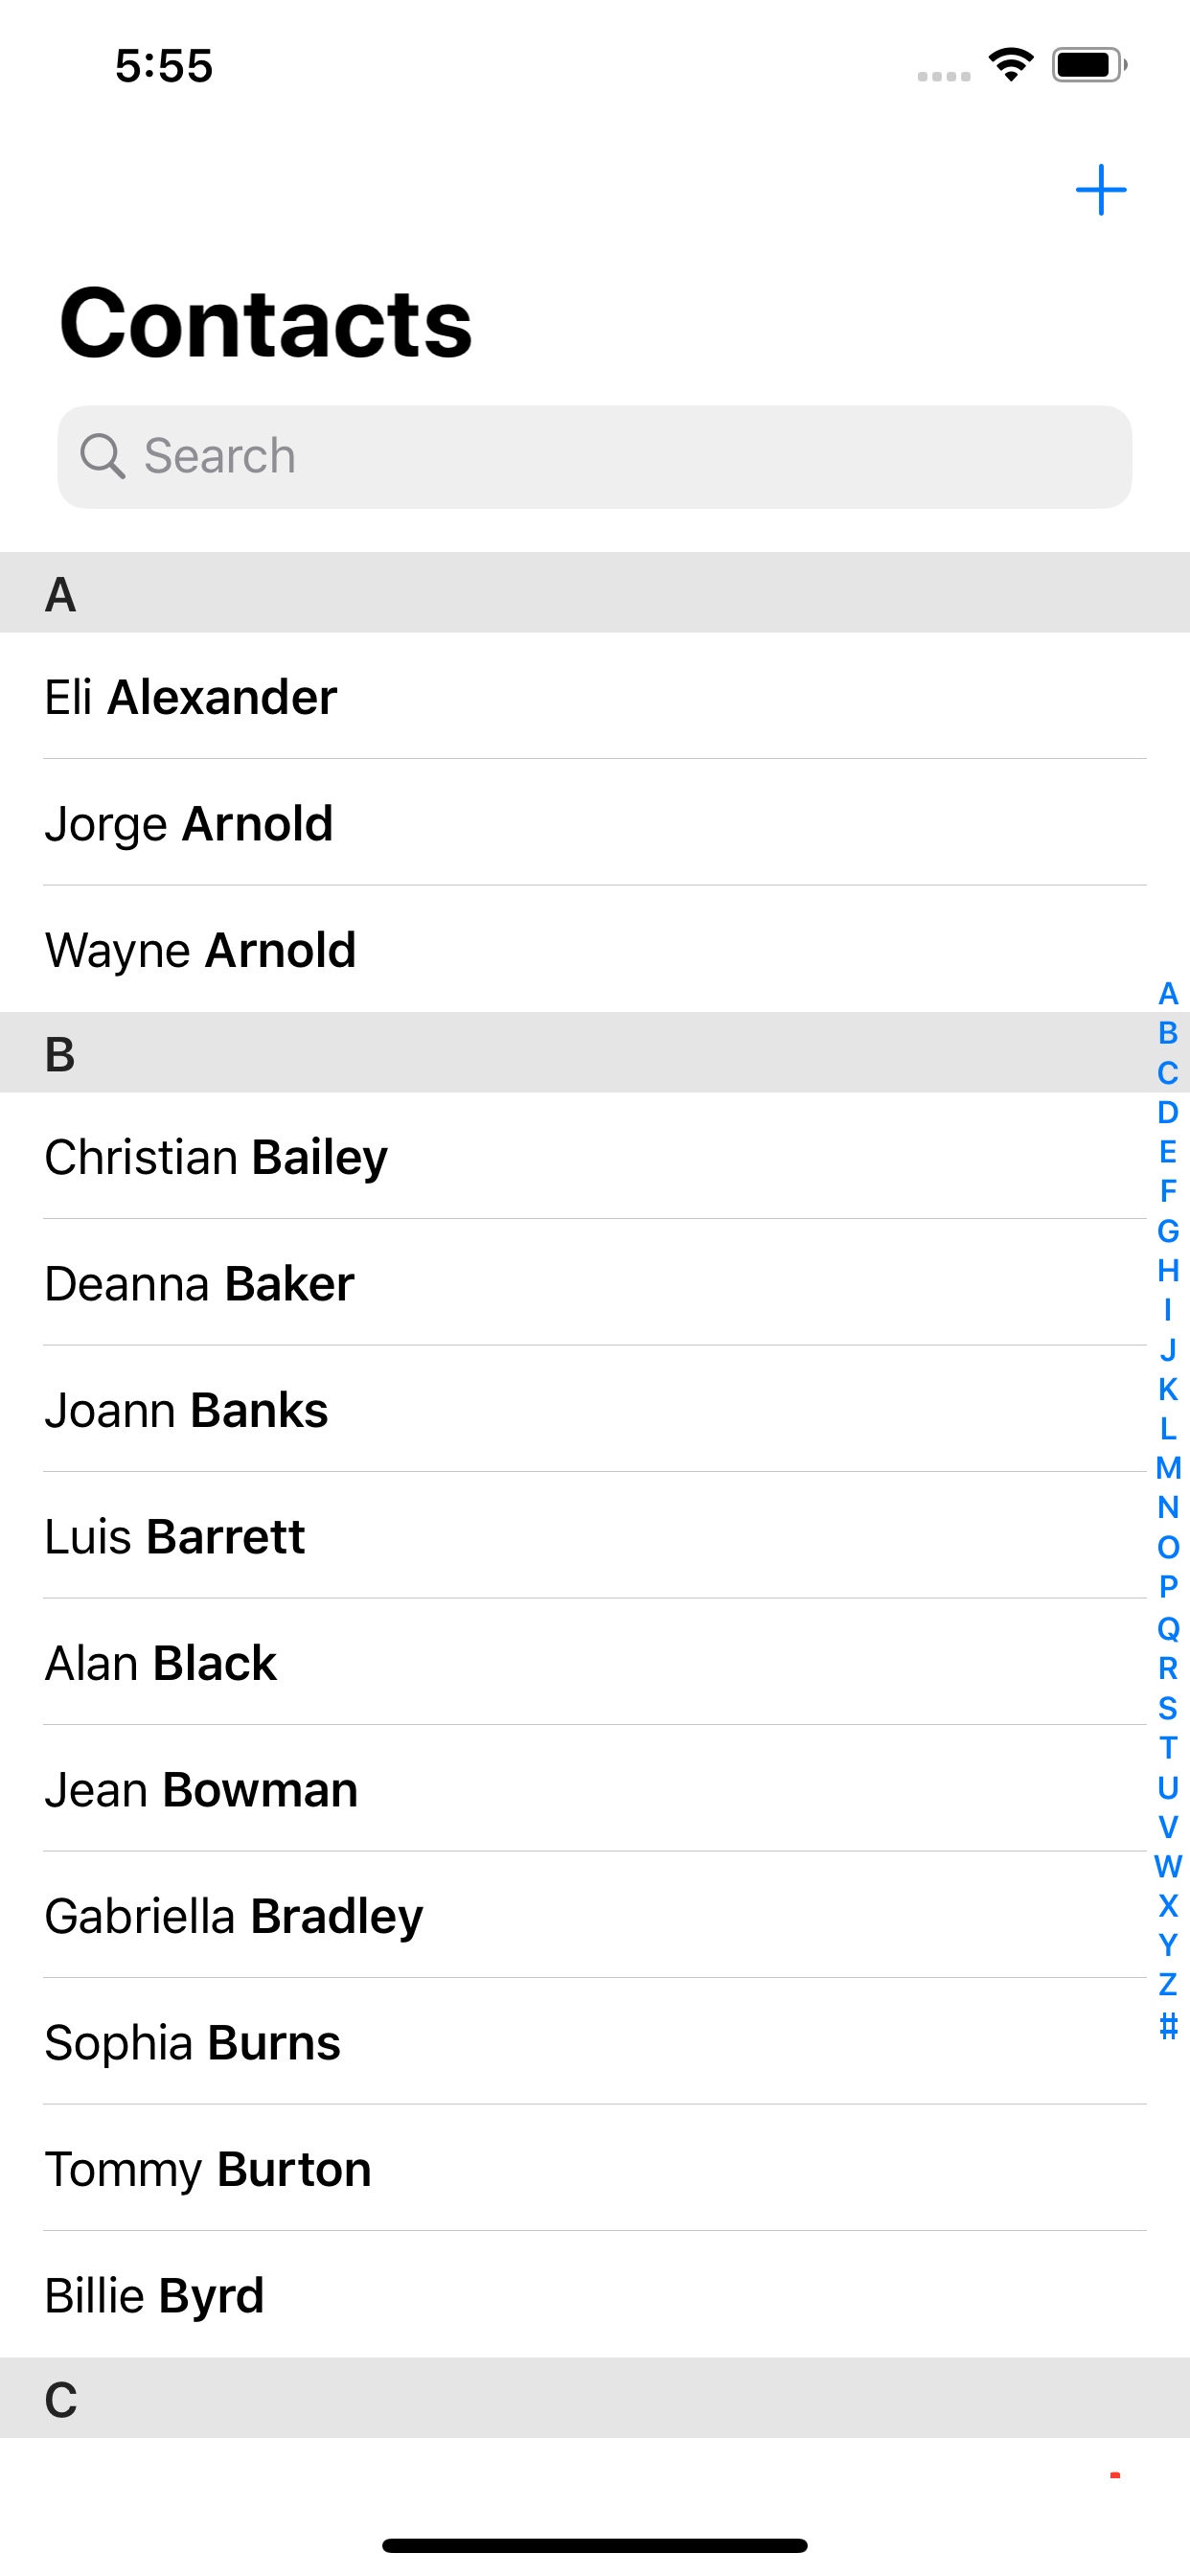 5:55
Contacts
Search
A
Eli Alexander
Jorge Arnold
Wayne Arnold
B
Christian Bailey
Deanna Baker
Joann Banks
Luis Barrett
Alan Black
Jean Bowman
Gabriella Bradley
Sophia Burns
Tommy Burton
Billie Byrd
C
A
B
C
D
E
F
G
H
I
J
K
L
M
N
O
P
Q
R
S
T
U
V
W
X
Y
Z
#